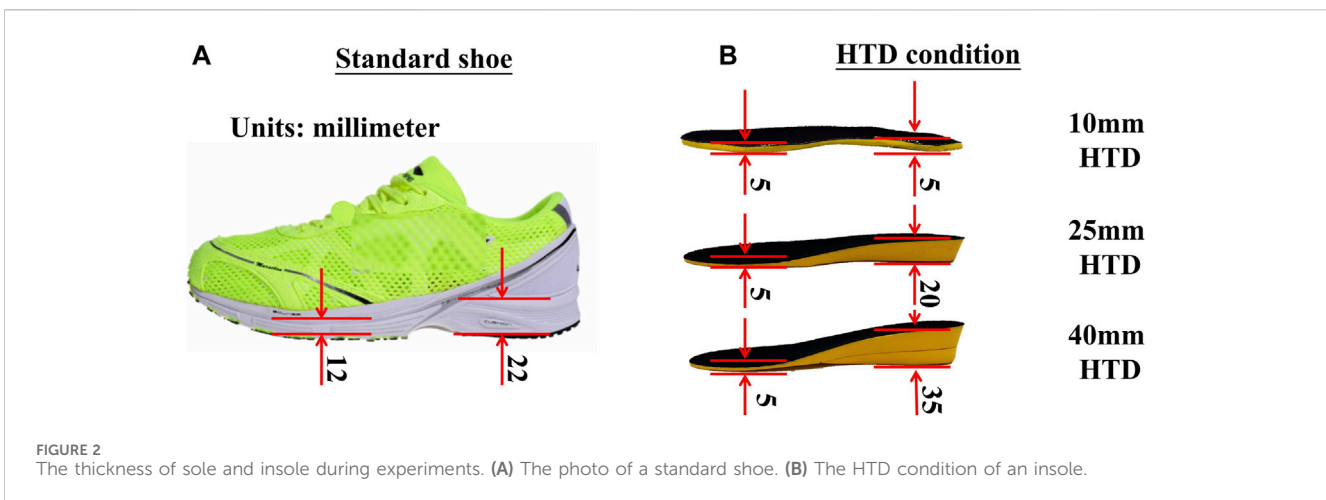 A
Standard shoe
Units: millimeter
12
22
B
HTD condition
10mm
HTD
5
5
25mm
HTD
5
20
40mm
HTD
5
35
FIGURE 2
The thickness of sole and insole during experiments. (A) The photo of a standard shoe. (B) The HTD condition of an insole.